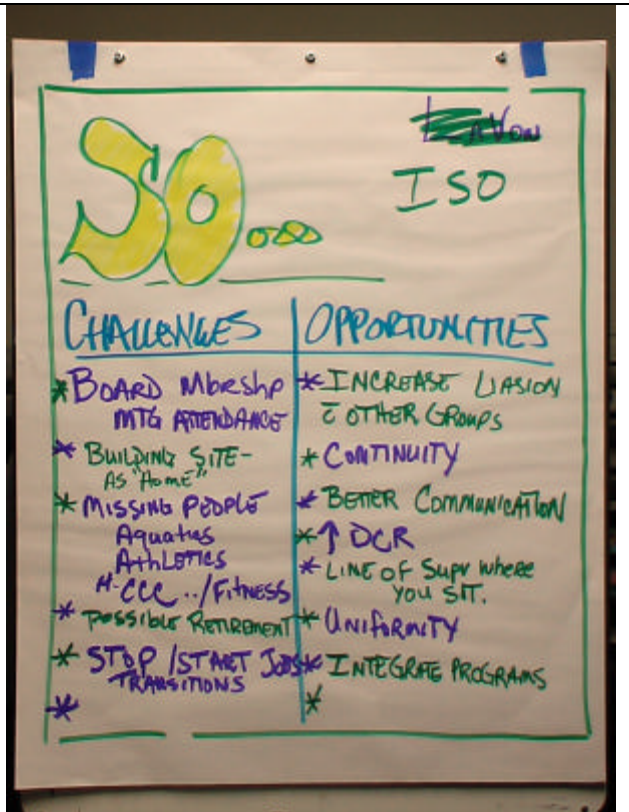 LaVon
SO...
ISO
CHALLENGES
* BOARD MbrshP
MTG ATTENDANCE
* BUILDING SITE-
AS "HOME"
* MISSING PEOPLE
Aquatics
AthLETICS
H-CCC../FITNESS
* POSSIBLE RETIREMENT
* STOP/START JOBS
TRANSITIONS
*
OPPORTUNITIES
* INCREASE LIASION
c̄ OTHER GROUPS
* CONTINUITY
* BETTER COMMUNICATION
* ↑ DCR
* LINE OF SupV Where
YOU SIT.
* UNIFORMITY
* INTEGRATE PROGRAMS
*